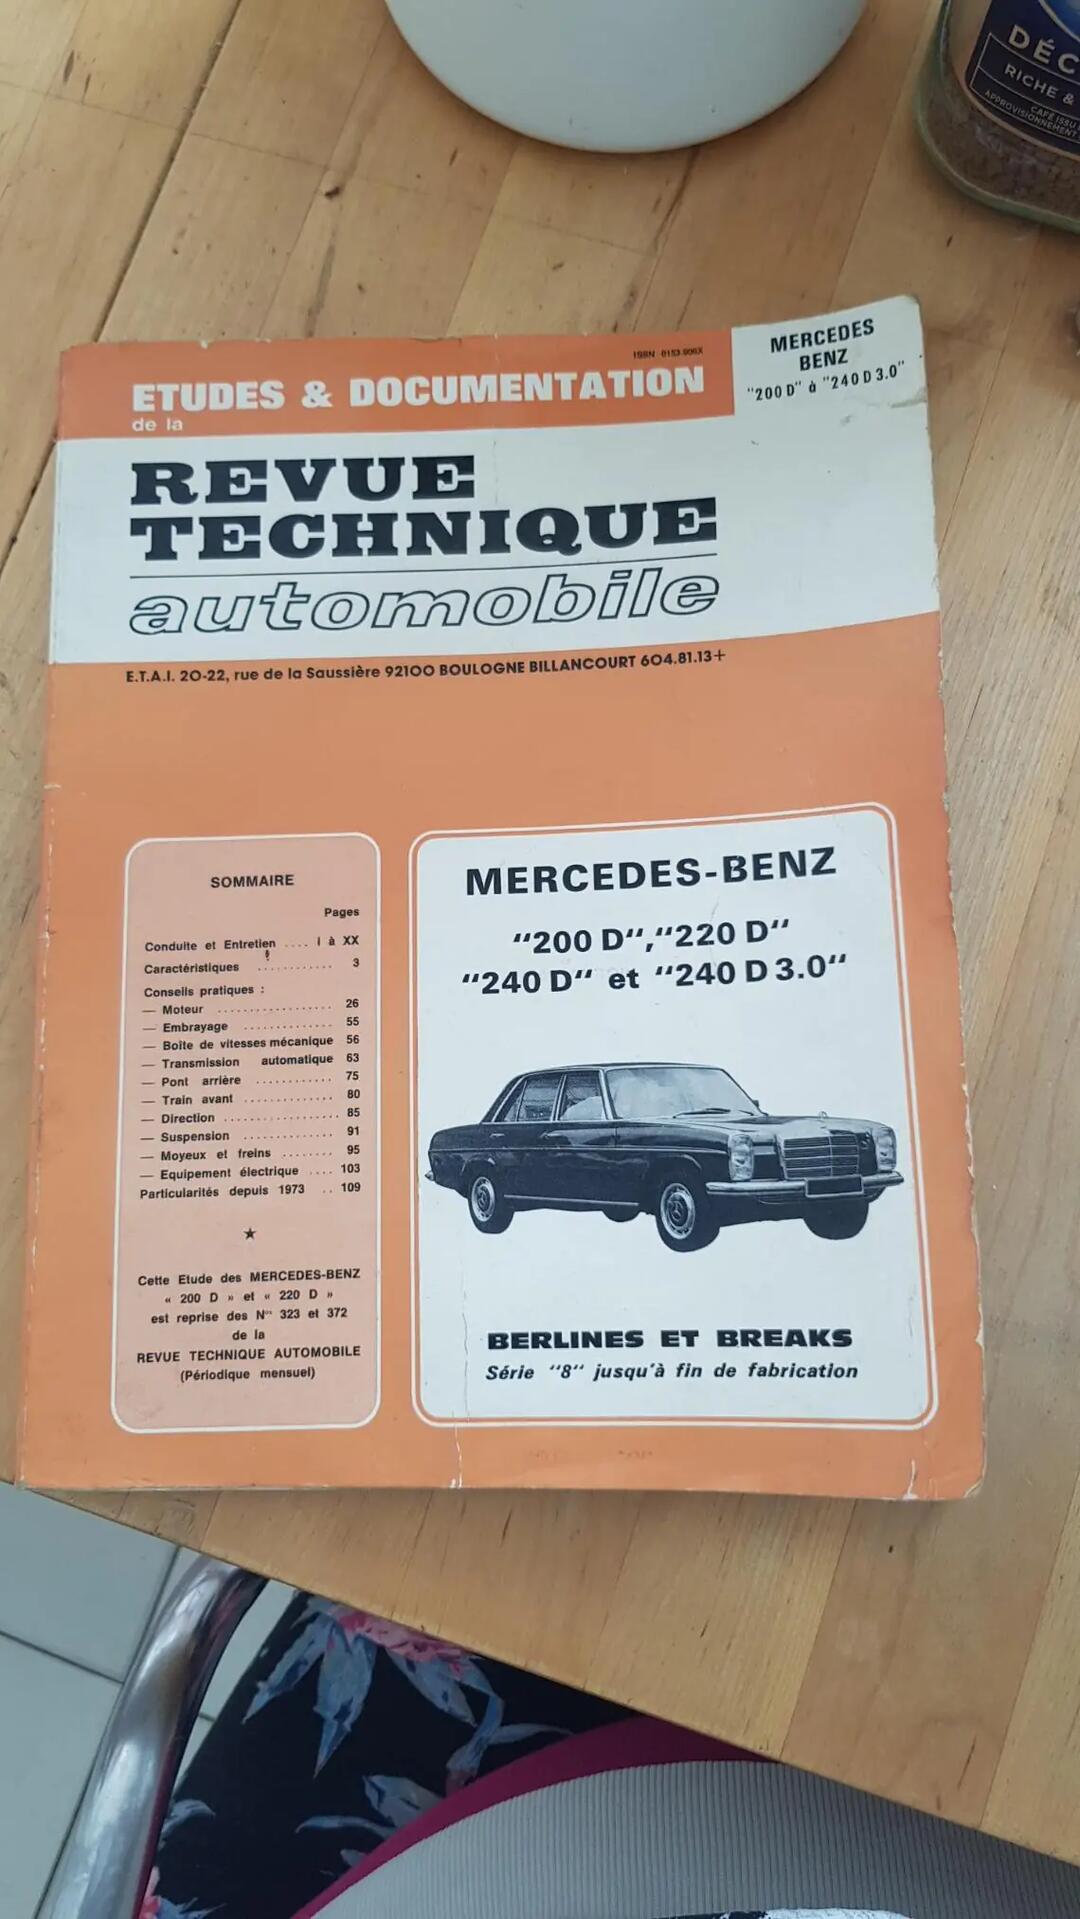 DÉC
RICHE &
CAFÉ ISSU
APPROVISIONNEMENT
MERCEDES
BENZ
"200 D" à "240 D 3.0"
ISBN 0153-906X
ETUDES & DOCUMENTATION
de la
REVUE
TECHNIQUE
automobile
E.T.A.I. 20-22, rue de la Saussière 92100 BOULOGNE BILLANCOURT 604.81.13+
SOMMAIRE
Pages
Conduite et Entretien .... I à XX
Caractéristiques ............ 3
Conseils pratiques :
— Moteur .................. 26
— Embrayage .............. 55
— Boîte de vitesses mécanique 56
— Transmission automatique 63
— Pont arrière ............ 75
— Train avant .............. 80
— Direction .................. 85
— Suspension .............. 91
— Moyeux et freins ........ 95
— Equipement électrique .... 103
Particularités depuis 1973 .. 109
★
Cette Etude des MERCEDES-BENZ
« 200 D » et « 220 D »
est reprise des Nos 323 et 372
de la
REVUE TECHNIQUE AUTOMOBILE
(Périodique mensuel)
MERCEDES-BENZ
"200 D", "220 D"
"240 D" et "240 D 3.0"
BERLINES ET BREAKS
Série "8" jusqu'à fin de fabrication